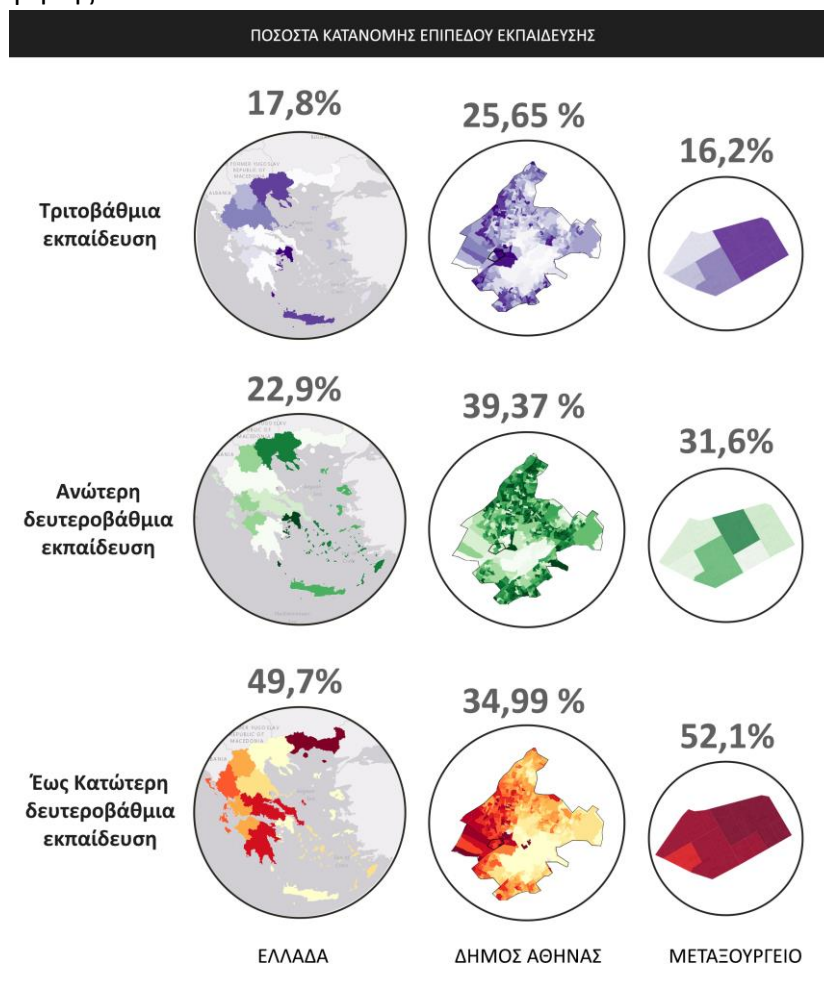 ΠΟΣΟΣΤΑ ΚΑΤΑΝΟΜΗΣ ΕΠΙΠΕΔΟΥ ΕΚΠΑΙΔΕΥΣΗΣ
17,8%
25,65 %
16,2%
Τριτοβάθμια
εκπαίδευση
22,9%
39,37 %
31,6%
Ανώτερη
δευτεροβάθμια
εκπαίδευση
49,7%
34,99 %
52,1%
Έως Κατώτερη
δευτεροβάθμια
εκπαίδευση
ΕΛΛΑΔΑ
ΔΗΜΟΣ ΑΘΗΝΑΣ
ΜΕΤΑΞΟΥΡΓΕΙΟ